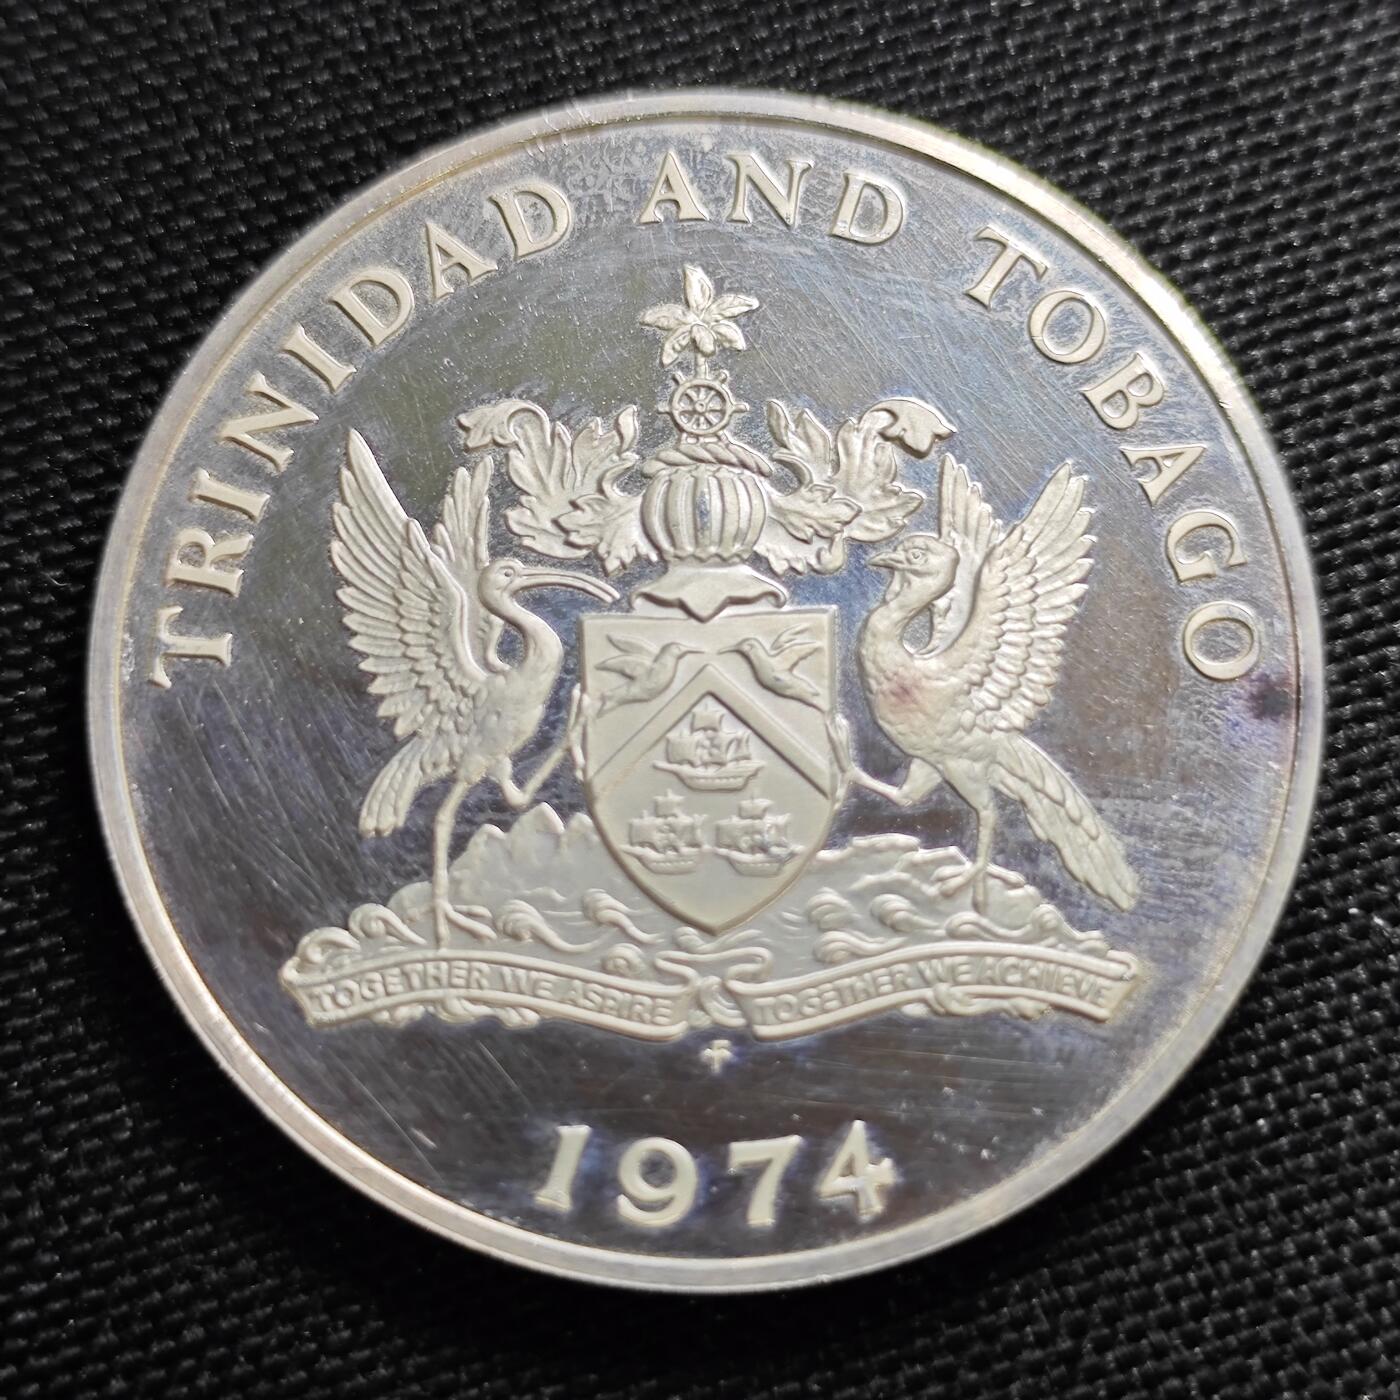 TRINIDAD AND TOBAGO
TOGETHER WE ASPIRE TOGETHER WE ACHIEVE
1974